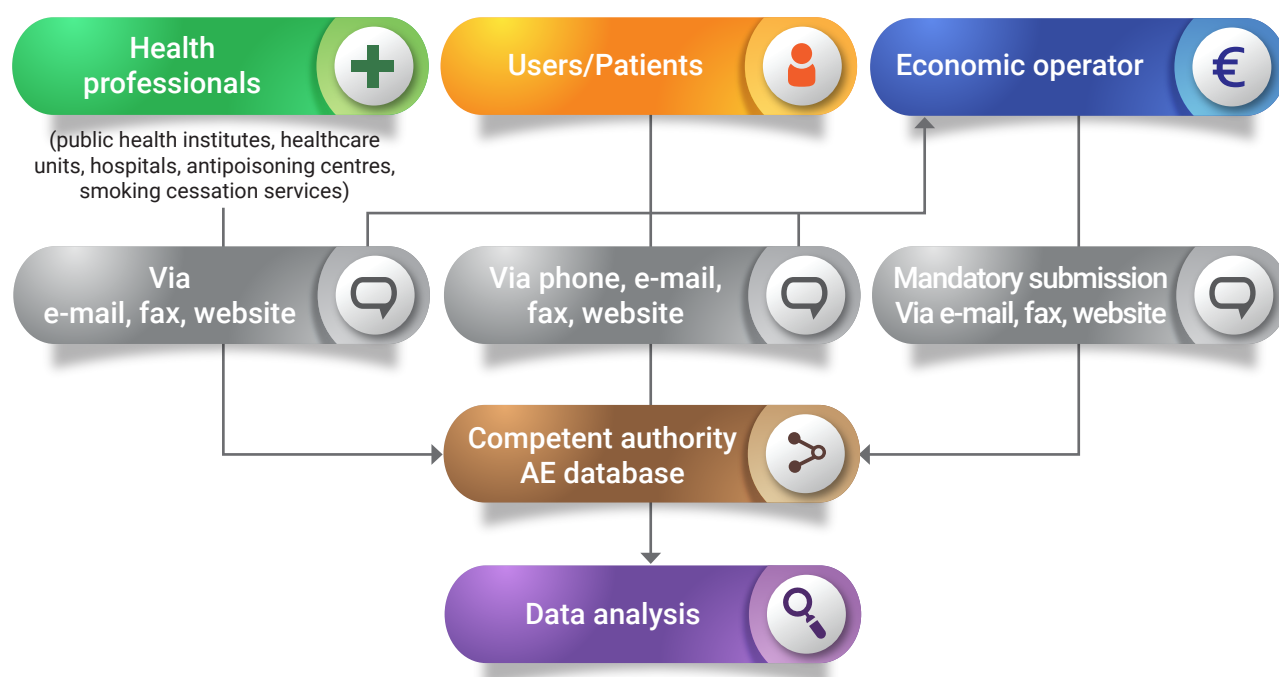 Health
professionals
Users/Patients
Economic operator
€
(public health institutes, healthcare
units, hospitals, antipoisoning centres,
smoking cessation services)
Via
e-mail, fax, website
Via phone, e-mail,
fax, website
Mandatory submission
Via e-mail, fax, website
Competent authority
AE database
Data analysis